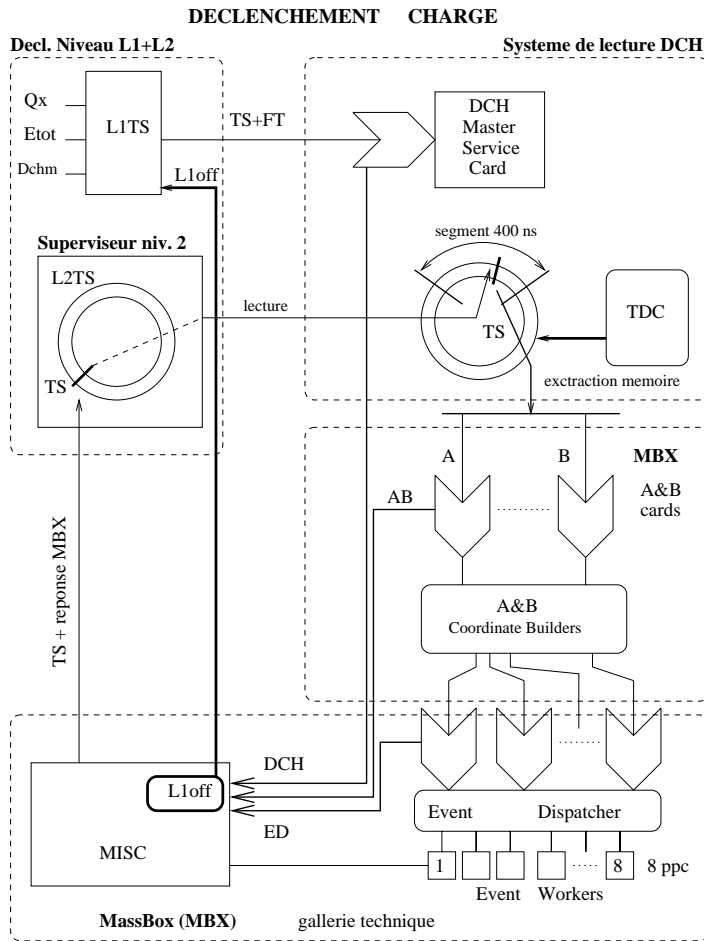 DECLENCHEMENT CHARGE
Decl. Niveau L1+L2
Systeme de lecture DCH
Qx
Etot
Dchm
L1TS
TS+FT
L1off
DCH
Master
Service
Card
Superviseur niv. 2
L2TS
TS
lecture
segment 400 ns
TS
TDC
exctraction memoire
A
B
MBX
A&B
cards
AB
TS + reponse MBX
A&B
Coordinate Builders
DCH
L1off
ED
MISC
Event Dispatcher
1
8
8 ppc
Event Workers
MassBox (MBX)
gallerie technique